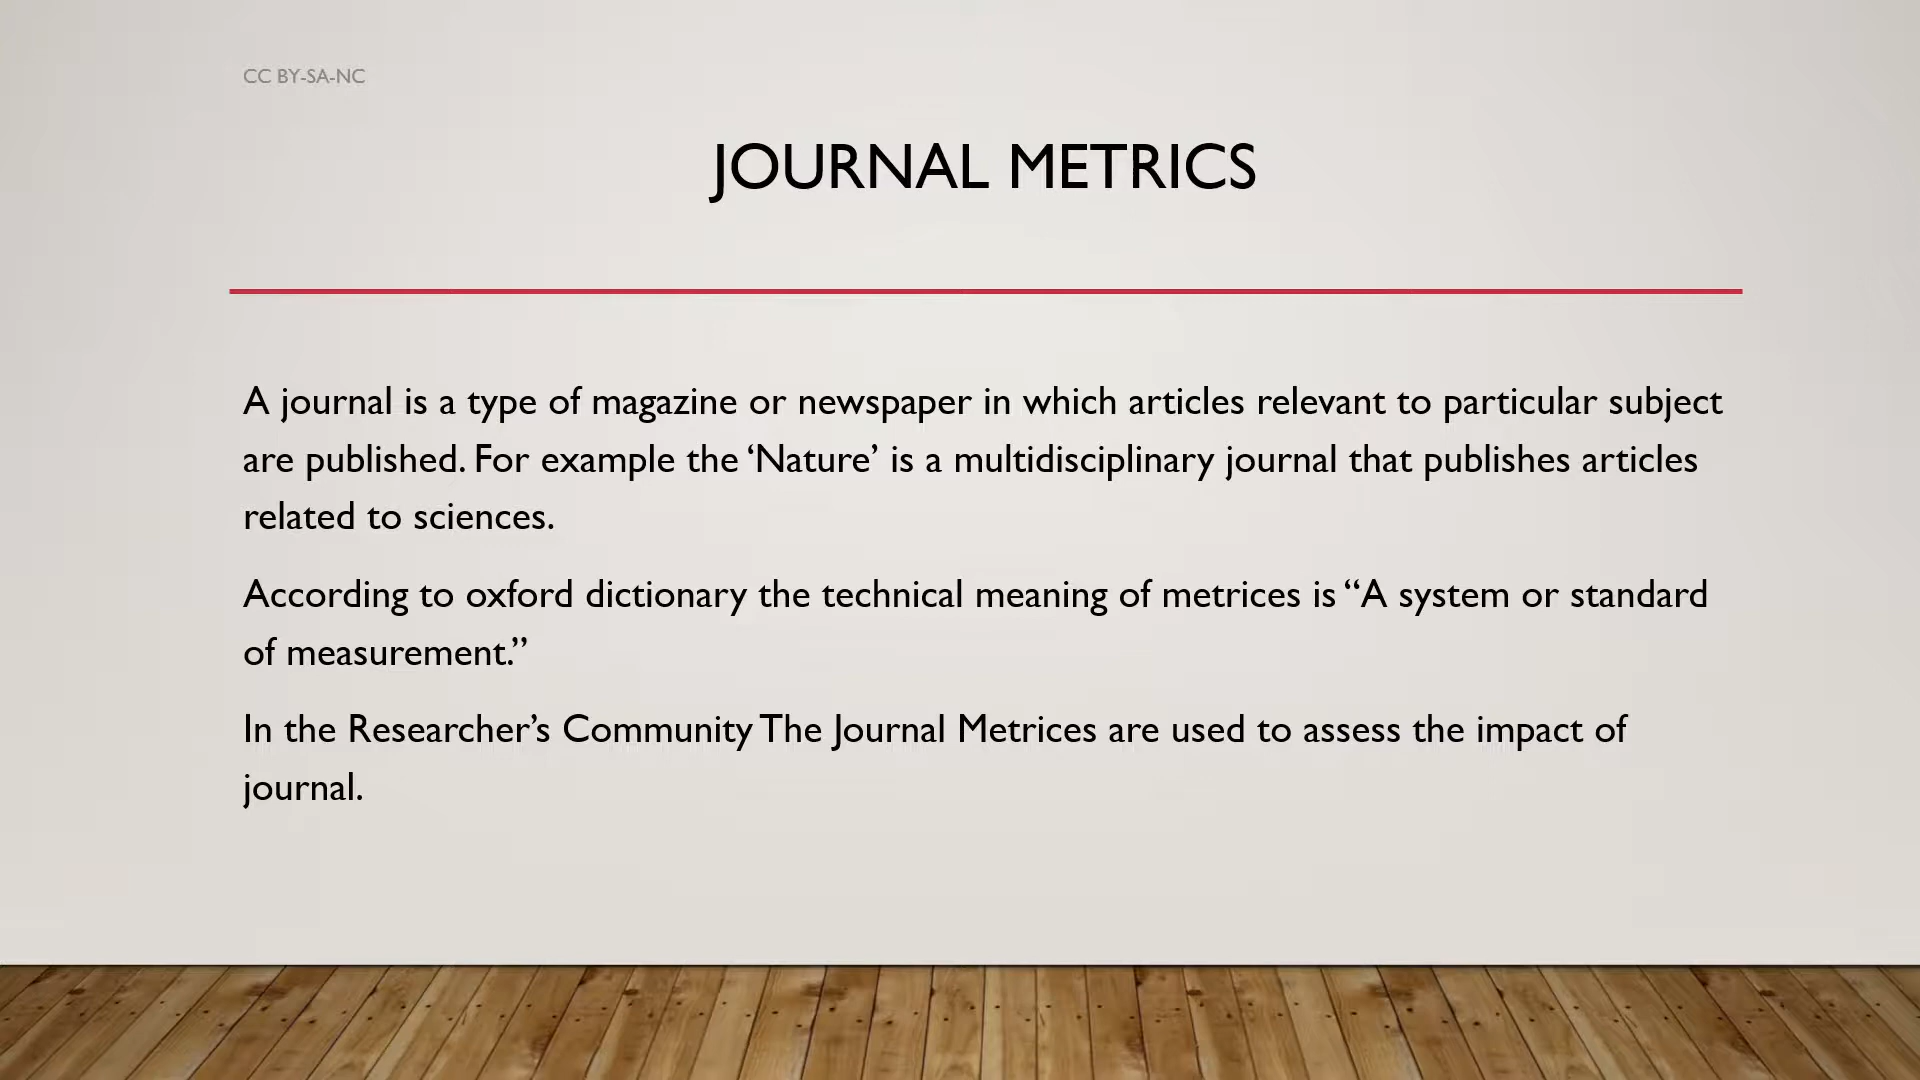 CC BY-SA-NC
JOURNAL METRICS
A journal is a type of magazine or newspaper in which articles relevant to particular subject
are published. For example the ‘Nature’ is a multidisciplinary journal that publishes articles
related to sciences.
According to oxford dictionary the technical meaning of metrices is “A system or standard
of measurement.”
In the Researcher’s Community The Journal Metrices are used to assess the impact of
journal.